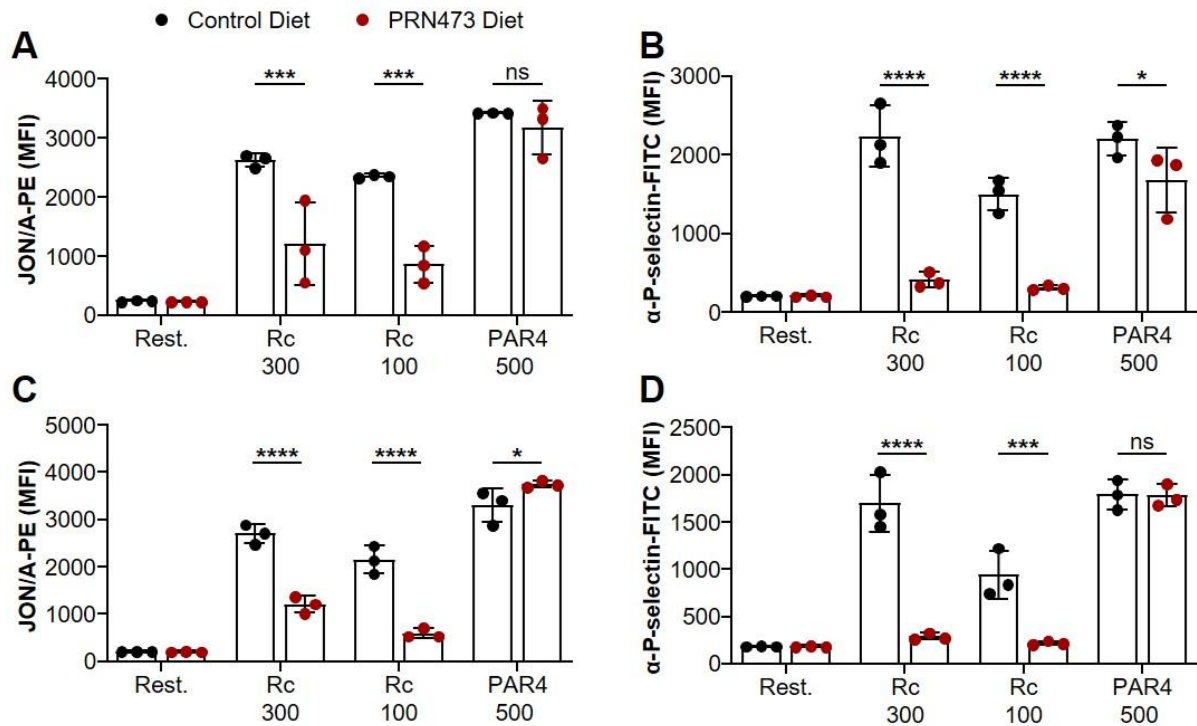 Control Diet PRN473 Diet
A
JON/A-PE (MFI)
4000
3000
2000
1000
0
*** *** ns
Rest. Rc 300 Rc 100 PAR4 500
B
α-P-selectin-FITC (MFI)
3000
2000
1000
0
**** **** *
Rest. Rc 300 Rc 100 PAR4 500
C
JON/A-PE (MFI)
5000
4000
3000
2000
1000
0
**** **** *
Rest. Rc 300 Rc 100 PAR4 500
D
α-P-selectin-FITC (MFI)
2500
2000
1500
1000
500
0
**** *** ns
Rest. Rc 300 Rc 100 PAR4 500